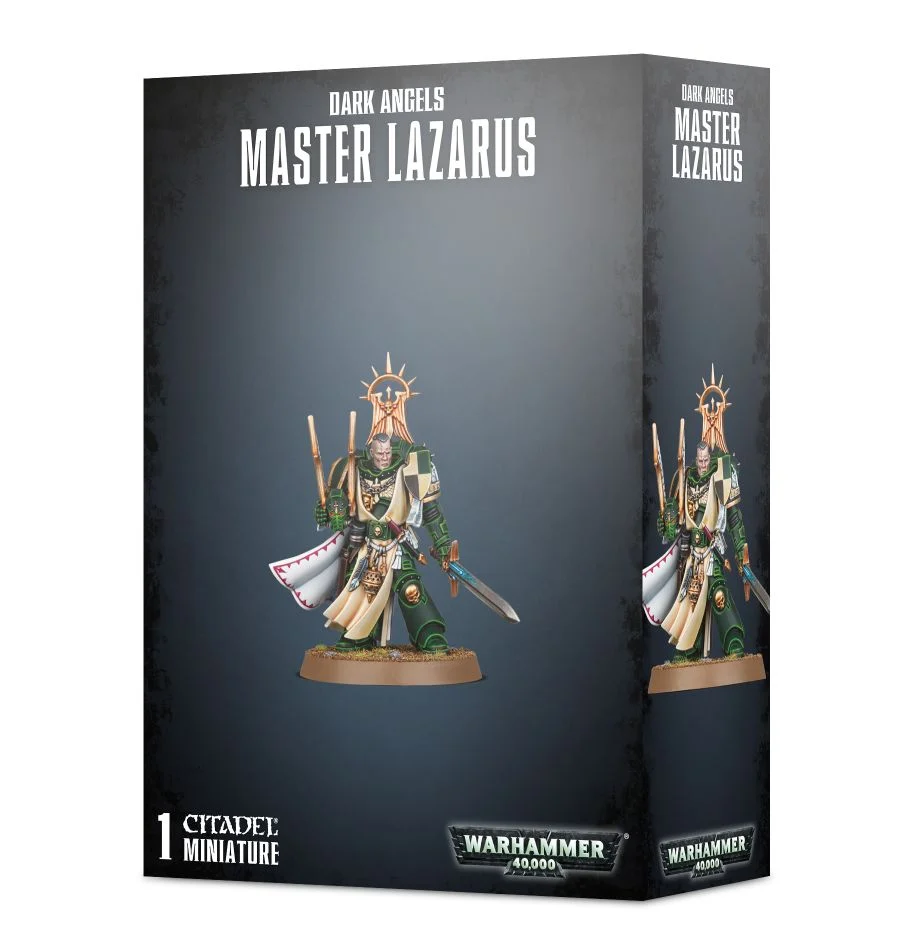 DARK ANGELS
MASTER LAZARUS
1 CITADEL
MINIATURE
WARHAMMER®
40,000
DARK ANGELS
MASTER
LAZARUS
WARHAMMER
40,000